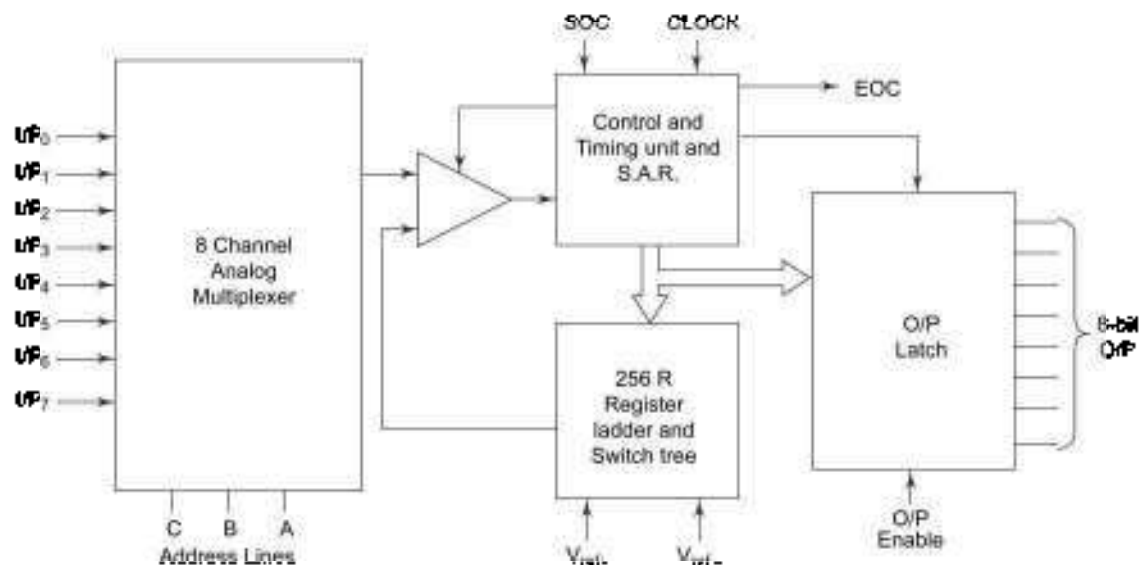 SOC
CLOCK
EOC
Control and
Timing unit and
S.A.R.
I/P0
I/P1
I/P2
I/P3
I/P4
I/P5
I/P6
I/P7
8 Channel
Analog
Multiplexer
O/P
Latch
8-bit
O/P
256 R
Register
ladder and
Switch tree
C B A
Address Lines
O/P
Enable